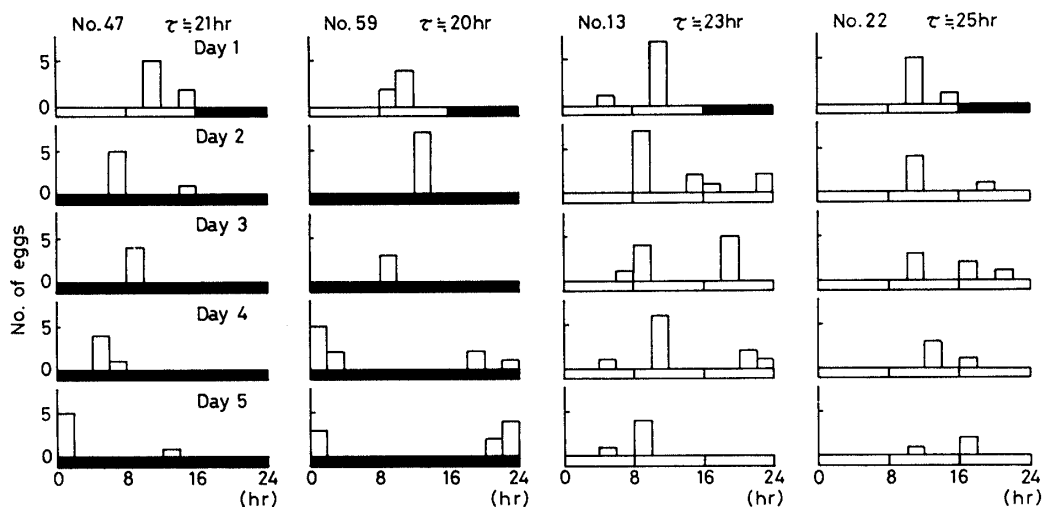 No. 47 τ≒21hr
No. 59 τ≒20hr
No. 13 τ≒23hr
No. 22 τ≒25hr
Day 1
5
0
Day 2
5
0
Day 3
5
0
Day 4
5
0
Day 5
5
0
No. of eggs
0 8 16 24
(hr)
0 8 16 24
(hr)
0 8 16 24
(hr)
0 8 16 24
(hr)